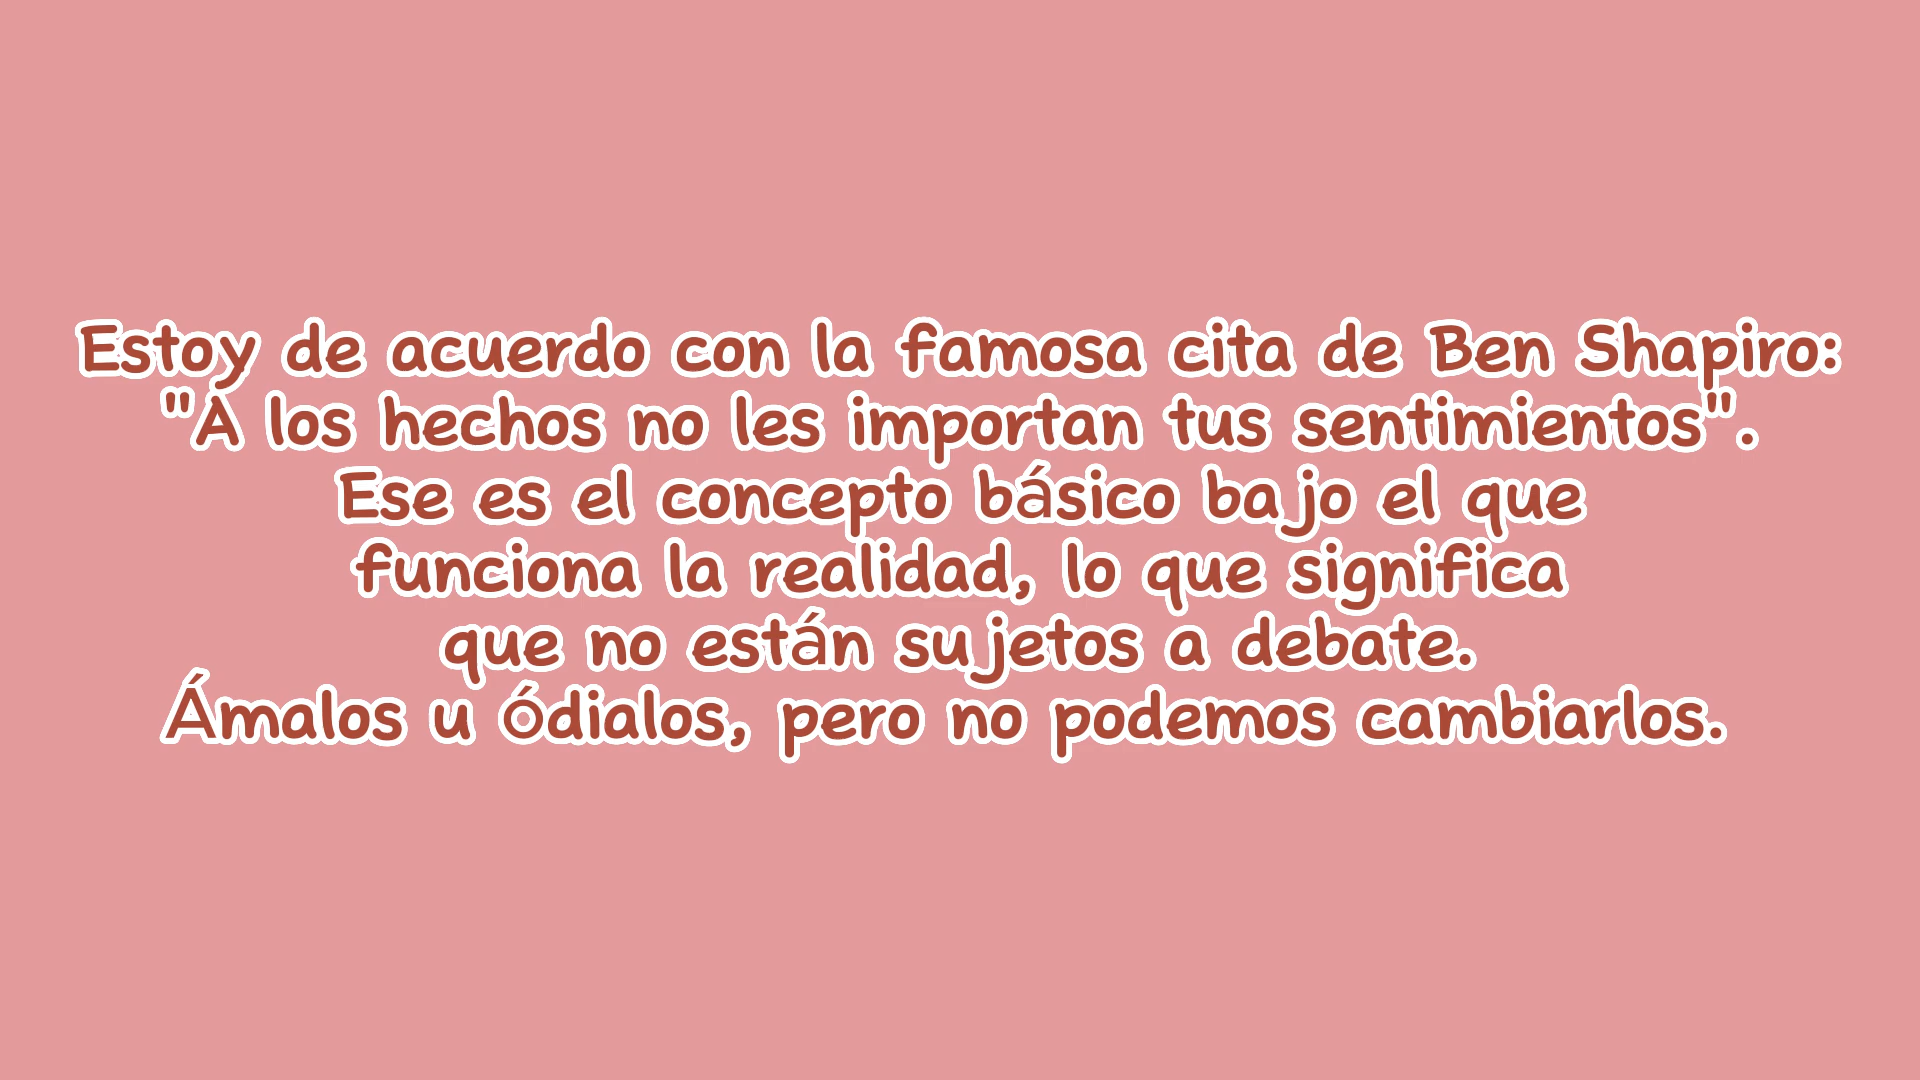 Estoy de acuerdo con la famosa cita de Ben Shapiro:
"A los hechos no les importan tus sentimientos".
Ese es el concepto básico bajo el que
funciona la realidad, lo que significa
que no están sujetos a debate.
Ámalos u ódialos, pero no podemos cambiarlos.